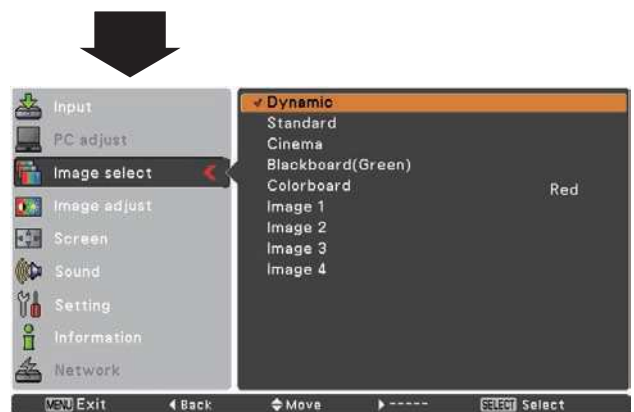 Input
PC adjust
Image select
Image adjust
Screen
Sound
Setting
Information
Network
✓ Dynamic
Standard
Cinema
Blackboard(Green)
Colorboard Red
Image 1
Image 2
Image 3
Image 4
MENU Exit ◀ Back Move ▶ ----- SELECT Select